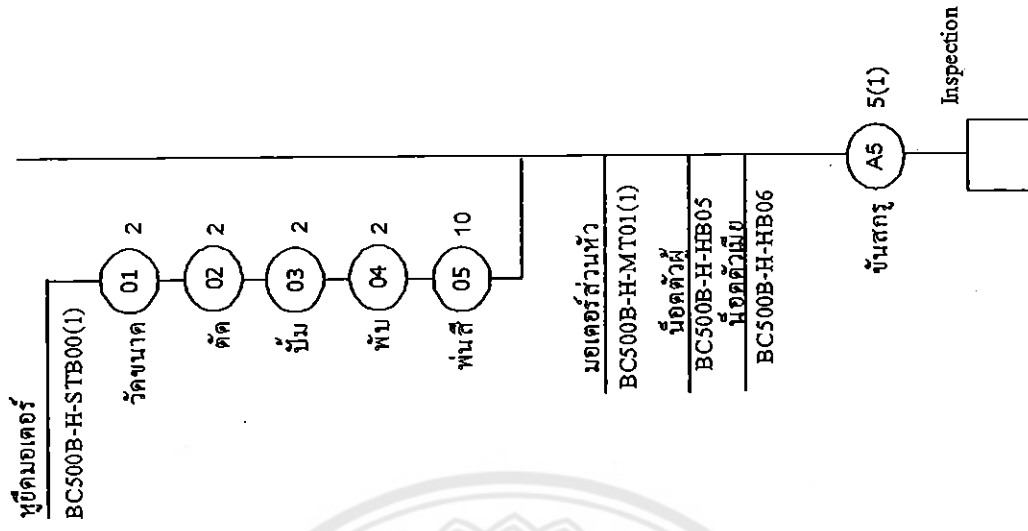 หูยึดมอเตอร์
BC500B-H-STB00(1)
วัดขนาด 01 2
ตัด 02 2
ปั๊ม 03 2
พับ 04 2
พ่นสี 05 10
มอเตอร์ส่วนหัว
BC500B-H-MT01(1)
น็อตตัวผู้
BC500B-H-HB05
น็อตตัวเมีย
BC500B-H-HB06
ขันสกรู A5 5(1)
Inspection